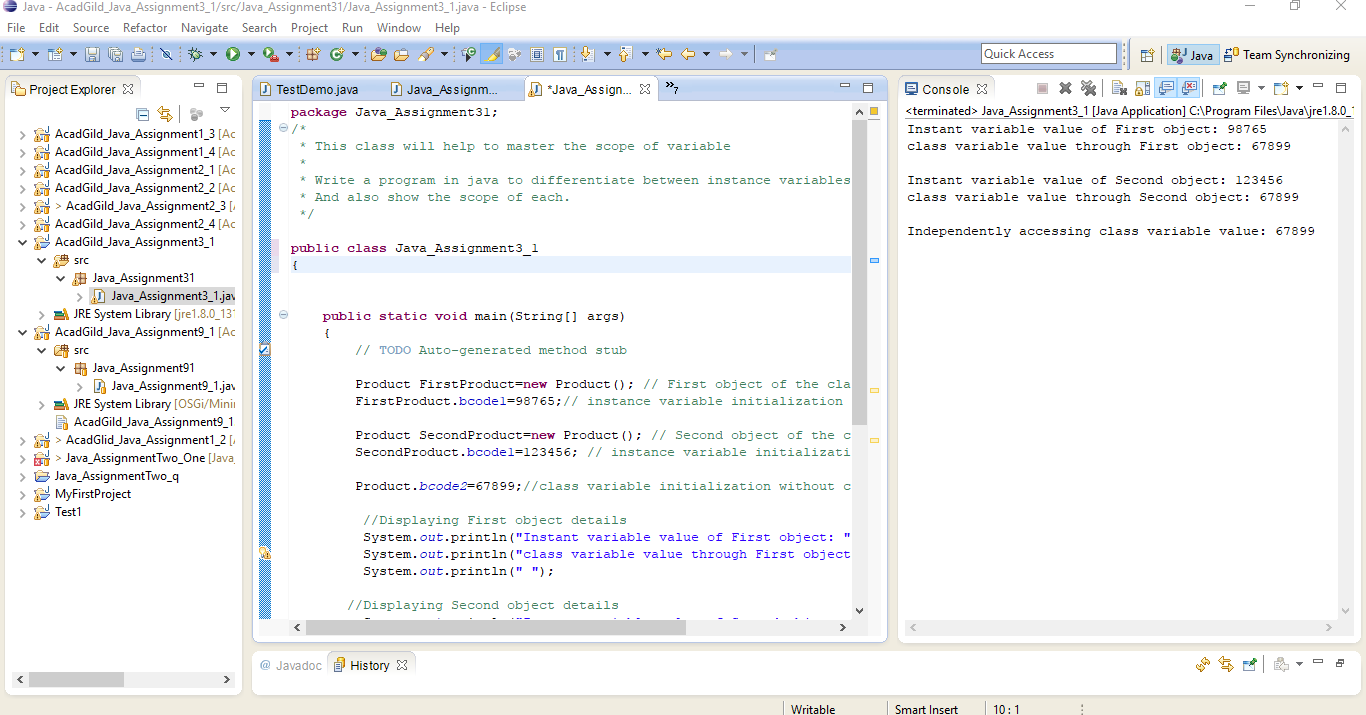 Java - AcadGild_Java_Assignment3_1/src/Java_Assignment31/Java_Assignment3_1.java - Eclipse
File Edit Source Refactor Navigate Search Project Run Window Help
Quick Access
Java
Team Synchronizing
Project Explorer
AcadGild_Java_Assignment1_3 [Ac
AcadGild_Java_Assignment1_4 [Ac
AcadGild_Java_Assignment2_1 [Ac
AcadGild_Java_Assignment2_2 [Ac
> AcadGild_Java_Assignment2_3 [A
AcadGild_Java_Assignment2_4 [Ac
AcadGild_Java_Assignment3_1
src
Java_Assignment31
Java_Assignment3_1.jav
JRE System Library [jre1.8.0_131
AcadGild_Java_Assignment9_1 [Ac
src
Java_Assignment91
Java_Assignment9_1.jav
JRE System Library [OSGi/Minin
AcadGild_Java_Assignment9_1
> AcadGlid_Java_Assignment1_2 [A
> Java_AssignmentTwo_One [Java_
Java_AssignmentTwo_q
MyFirstProject
Test1
TestDemo.java
Java_Assignm...
*Java_Assign...
»7
package Java_Assignment31;
/*
* This class will help to master the scope of variable
*
* Write a program in java to differentiate between instance variables
* And also show the scope of each.
*/
public class Java_Assignment3_1
{
public static void main(String[] args)
{
// TODO Auto-generated method stub
Product FirstProduct=new Product(); // First object of the cla
FirstProduct.bcode1=98765;// instance variable initialization
Product SecondProduct=new Product(); // Second object of the c
SecondProduct.bcode1=123456; // instance variable initializati
Product.bcode2=67899;//class variable initialization without c
//Displaying First object details
System.out.println("Instant variable value of First object: "
System.out.println("class variable value through First object
System.out.println(" ");
//Displaying Second object details
Console
<terminated> Java_Assignment3_1 [Java Application] C:\Program Files\Java\jre1.8.0_1
Instant variable value of First object: 98765
class variable value through First object: 67899
Instant variable value of Second object: 123456
class variable value through Second object: 67899
Independently accessing class variable value: 67899
@ Javadoc
History
Writable
Smart Insert
10 : 1